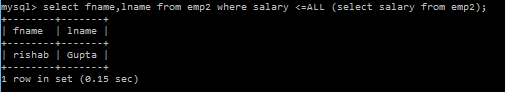 mysql> select fname,lname from emp2 where salary <=ALL (select salary from emp2);
+--------+-------+
| fname  | lname |
+--------+-------+
| rishab | Gupta |
+--------+-------+
1 row in set (0.15 sec)